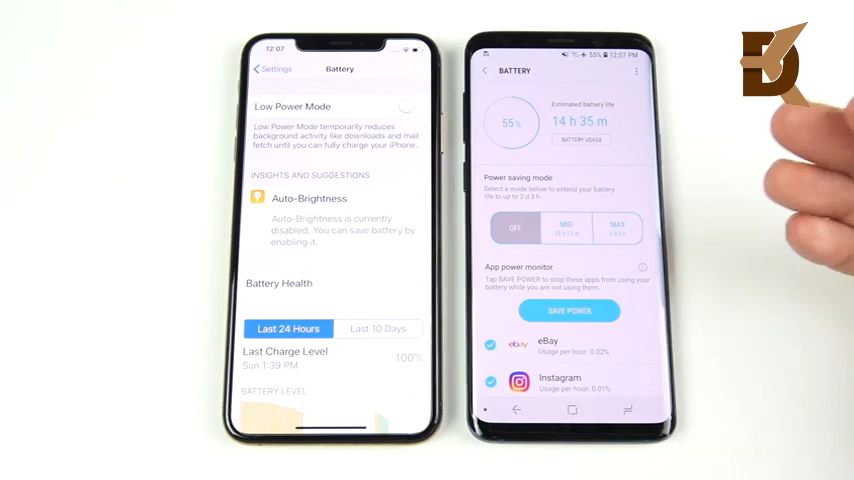 12:07
Settings
Battery
Low Power Mode
Low Power Mode temporarily reduces
background activity like downloads and mail
fetch until you can fully charge your iPhone.
INSIGHTS AND SUGGESTIONS
Auto-Brightness
Auto-Brightness is currently
disabled. You can save battery by
enabling it.
Battery Health
Last 24 Hours
Last 10 Days
Last Charge Level
100%
Sun 1:39 PM
BATTERY LEVEL
55% 12:07 PM
BATTERY
55%
Estimated battery life
14 h 35 m
BATTERY USAGE
Power saving mode
Select a mode below to extend your battery
life to up to 2 d 3 h.
OFF
MID
MAX
App power monitor
Tap SAVE POWER to stop these apps from using your
battery while you are not using them.
SAVE POWER
ebay
eBay
Usage per hour: 0.02%
Instagram
Usage per hour: 0.01%
D